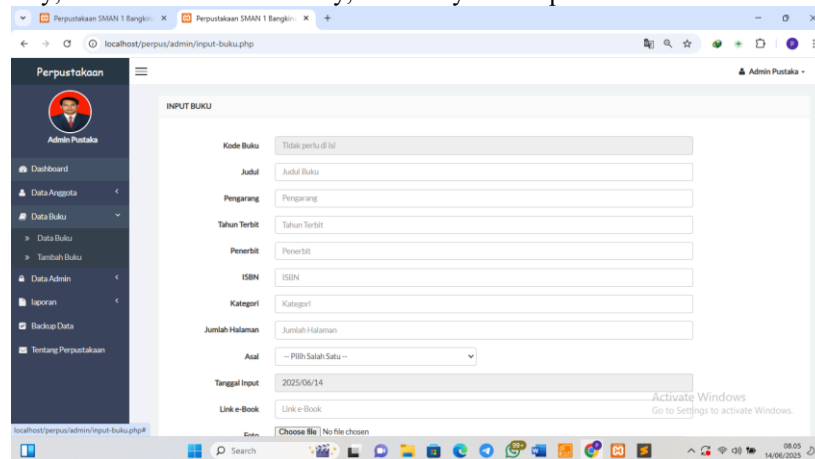 Perpustakaan SMAN 1 Bangkin
Perpustakaan SMAN 1 Bangkin
localhost/perpus/admin/input-buku.php
Perpustakaan
Admin Pustaka
Admin Pustaka
INPUT BUKU
Kode Buku Tidak perlu di isi
Dashboard
Judul Judul Buku
Data Anggota
Pengarang Pengarang
Data Buku
Tahun Terbit Tahun Terbit
» Data Buku
Penerbit Penerbit
» Tambah Buku
ISBN ISBN
Data Admin
laporan
Kategori Kategori
Backup Data
Jumlah Halaman Jumlah Halaman
Tentang Perpustakaan
Asal -- Pilih Salah Satu --
Tanggal Input 2025/06/14
Activate Windows
Link e-Book Link e-Book
Go to Settings to activate Windows.
localhost/perpus/admin/input-buku.php#
Foto Choose file No file chosen
Search
99+
08.05
14/06/2025